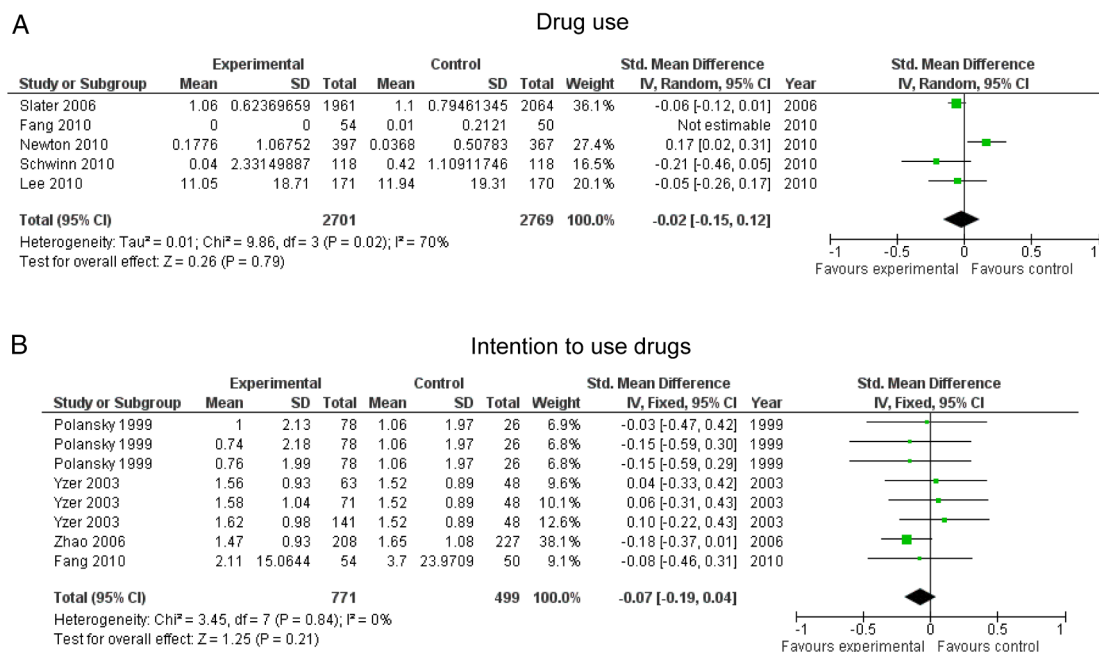 A
Drug use
Experimental Control Std. Mean Difference Std. Mean Difference
Study or Subgroup Mean SD Total Mean SD Total Weight IV, Random, 95% CI Year IV, Random, 95% CI
Slater 2006 1.06 0.62369659 1961 1.1 0.79461345 2064 36.1% -0.06 [-0.12, 0.01] 2006
Fang 2010 0 0 54 0.01 0.2121 50 Not estimable 2010
Newton 2010 0.1776 1.06752 397 0.0368 0.50783 367 27.4% 0.17 [0.02, 0.31] 2010
Schwinn 2010 0.04 2.33149887 118 0.42 1.10911746 118 16.5% -0.21 [-0.46, 0.05] 2010
Lee 2010 11.05 18.71 171 11.94 19.31 170 20.1% -0.05 [-0.26, 0.17] 2010
Total (95% CI) 2701 2769 100.0% -0.02 [-0.15, 0.12]
Heterogeneity: Tau² = 0.01; Chi² = 9.86, df = 3 (P = 0.02); I² = 70%
Test for overall effect: Z = 0.26 (P = 0.79)
-1 -0.5 0 0.5 1
Favours experimental Favours control
B
Intention to use drugs
Experimental Control Std. Mean Difference Std. Mean Difference
Study or Subgroup Mean SD Total Mean SD Total Weight IV, Fixed, 95% CI Year IV, Fixed, 95% CI
Polansky 1999 1 2.13 78 1.06 1.97 26 6.9% -0.03 [-0.47, 0.42] 1999
Polansky 1999 0.74 2.18 78 1.06 1.97 26 6.9% -0.15 [-0.59, 0.30] 1999
Polansky 1999 0.76 1.99 78 1.06 1.97 26 6.8% -0.15 [-0.59, 0.29] 1999
Yzer 2003 1.56 0.93 63 1.52 0.89 48 9.6% 0.04 [-0.33, 0.42] 2003
Yzer 2003 1.58 1.04 71 1.52 0.89 48 10.1% 0.06 [-0.31, 0.43] 2003
Yzer 2003 1.62 0.98 141 1.52 0.89 48 12.6% 0.10 [-0.22, 0.43] 2003
Zhao 2006 1.47 0.93 208 1.65 1.08 227 38.1% -0.18 [-0.37, 0.01] 2006
Fang 2010 2.11 15.0644 54 3.7 23.9709 50 9.1% -0.08 [-0.46, 0.31] 2010
Total (95% CI) 771 499 100.0% -0.07 [-0.19, 0.04]
Heterogeneity: Chi² = 3.45, df = 7 (P = 0.84); I² = 0%
Test for overall effect: Z = 1.25 (P = 0.21)
-1 -0.5 0 0.5 1
Favours experimental Favours control